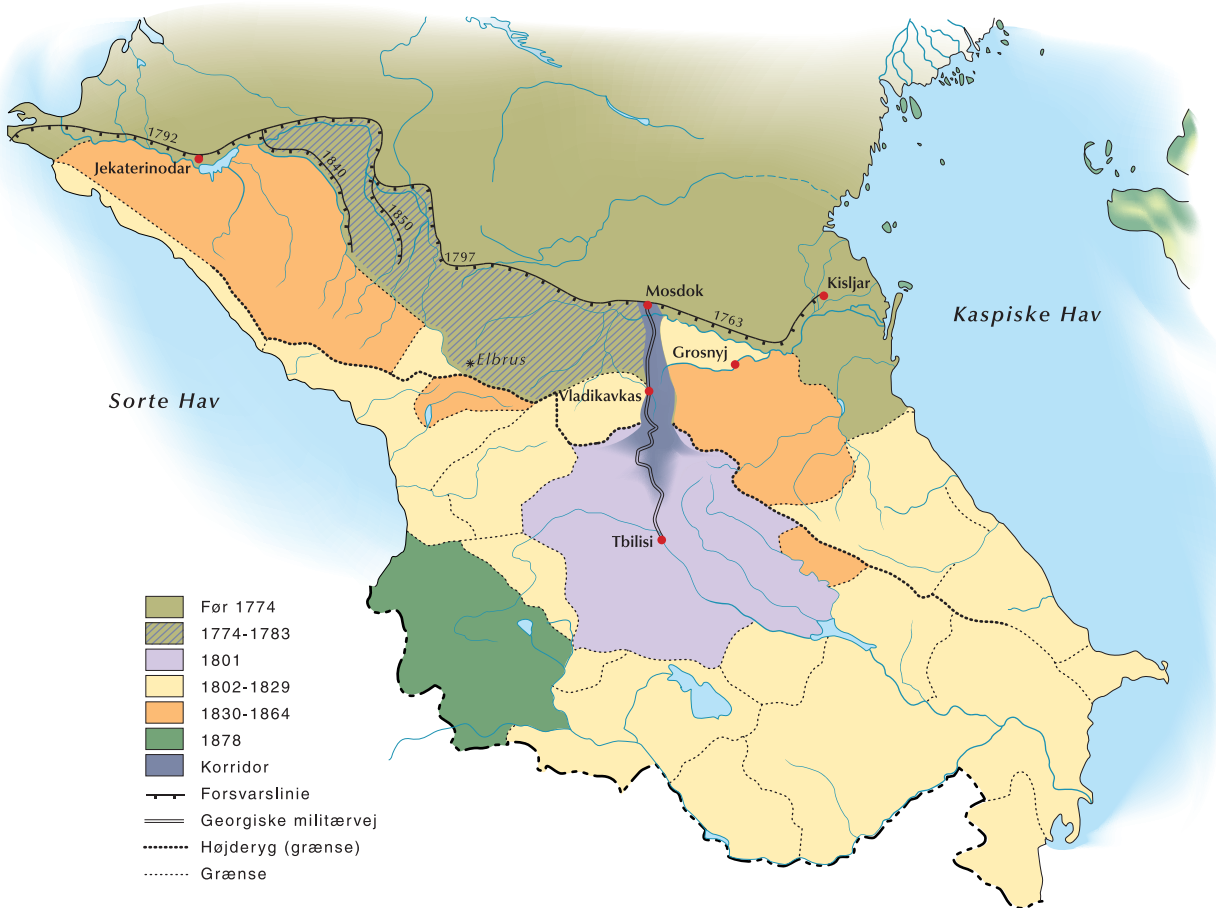 1792
Jekaterinodar
1840
1850
1797
Mosdok
Kisljar
1763
Kaspiske Hav
Grosnyj
Elbrus
Vladikavkas
Sorte Hav
Tbilisi
Før 1774
1774-1783
1801
1802-1829
1830-1864
1878
Korridor
Forsvarslinie
Georgiske militærvej
Højderyg (grænse)
Grænse